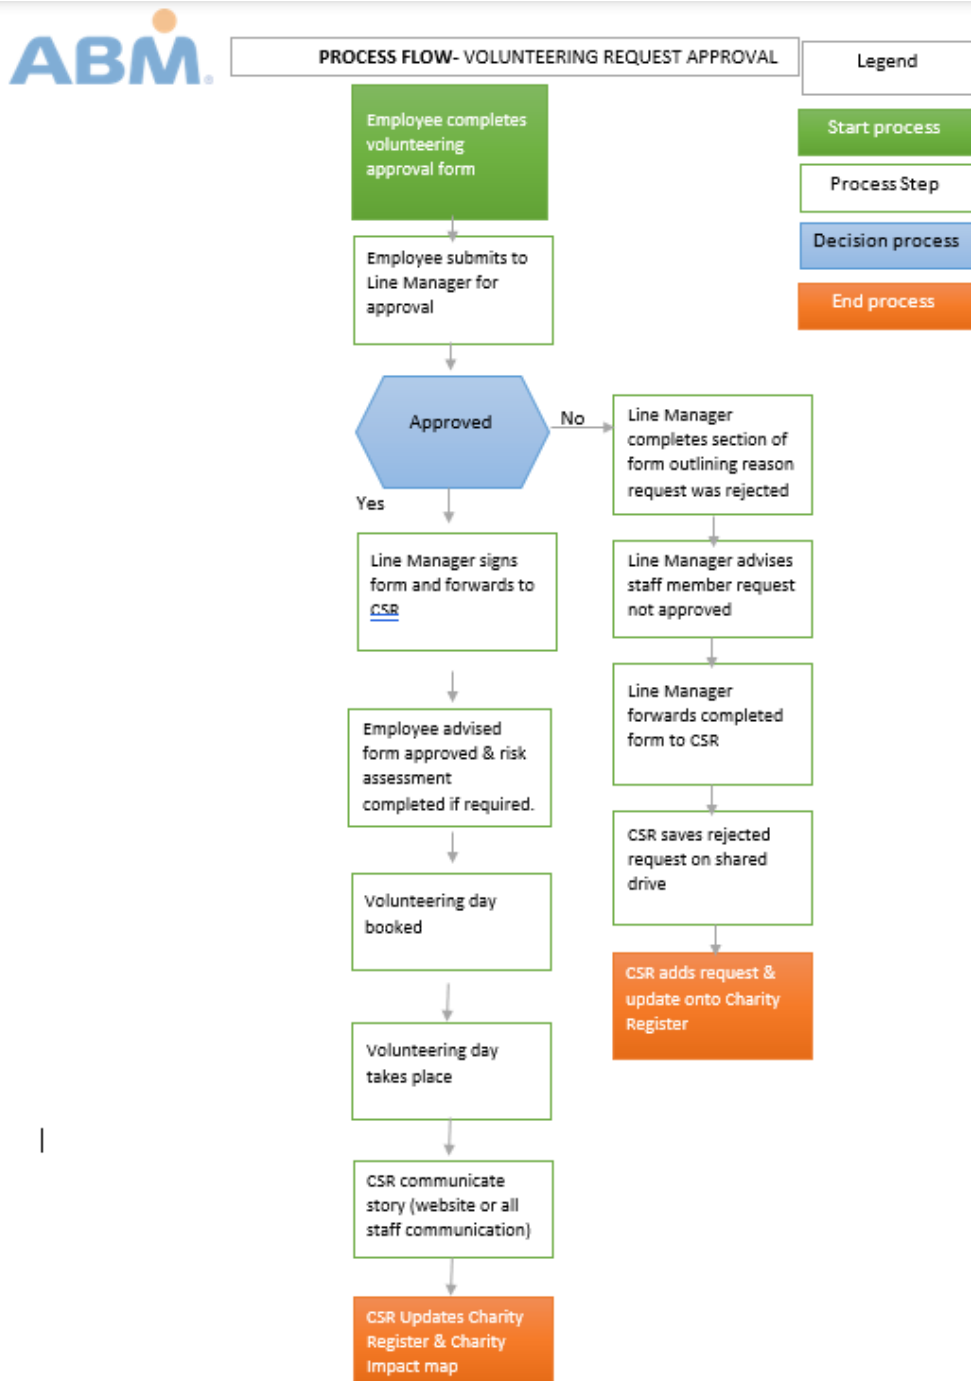 ABM
PROCESS FLOW- VOLUNTEERING REQUEST APPROVAL
Legend
Start process
Process Step
Decision process
End process
Employee completes
volunteering
approval form
Employee submits to
Line Manager for
approval
Approved
No
Yes
Line Manager
completes section of
form outlining reason
request was rejected
Line Manager advises
staff member request
not approved
Line Manager
forwards completed
form to CSR
CSR saves rejected
request on shared
drive
CSR adds request &
update onto Charity
Register
Line Manager signs
form and forwards to
CSR
Employee advised
form approved & risk
assessment
completed if required.
Volunteering day
booked
Volunteering day
takes place
CSR communicate
story (website or all
staff communication)
CSR Updates Charity
Register & Charity
Impact map